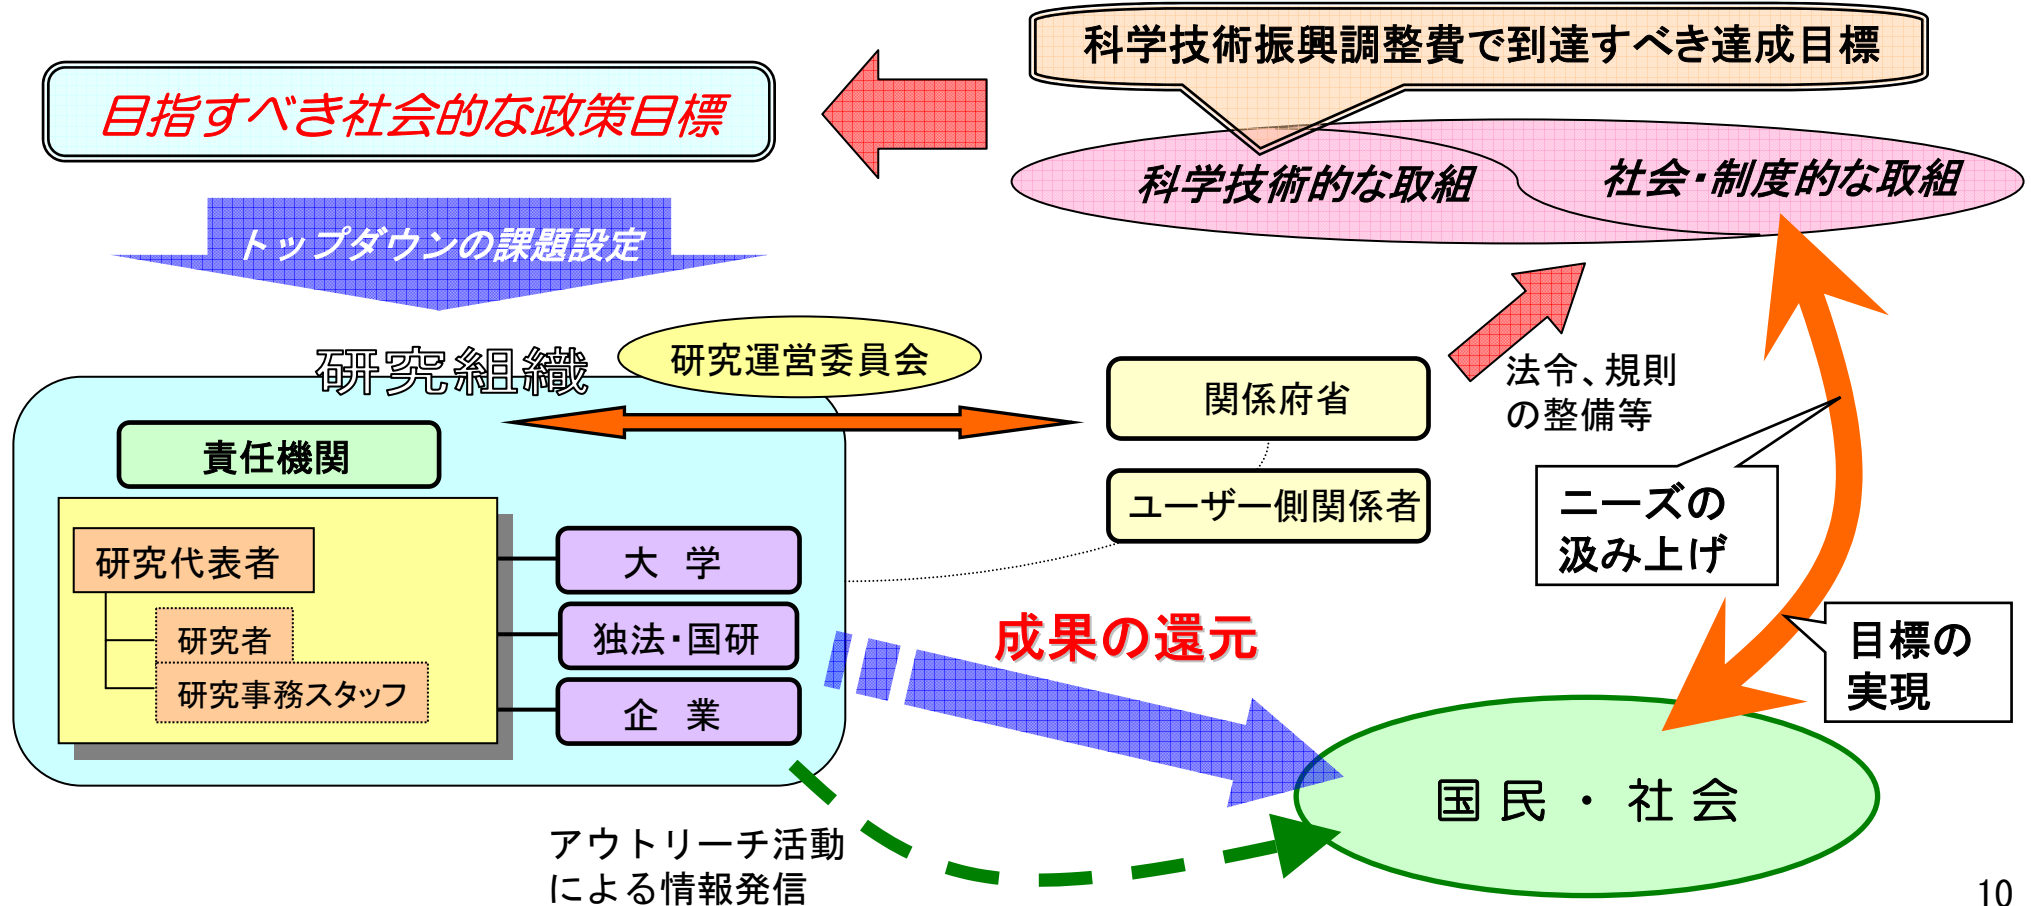 科学技術振興調整費で到達すべき達成目標
目指すべき社会的な政策目標
科学技術的な取組
社会・制度的な取組
トップダウンの課題設定
研究組織
研究運営委員会
関係府省
法令、規則
の整備等
責任機関
ユーザー側関係者
ニーズの
汲み上げ
研究代表者
大 学
研究者
独法・国研
成果の還元
目標の
実現
研究事務スタッフ
企 業
国 民 ・ 社 会
アウトリーチ活動
による情報発信
10